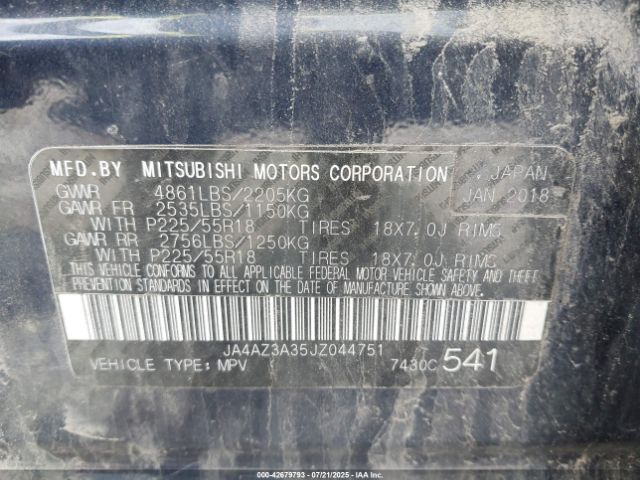 MFD.BY MITSUBISHI MOTORS CORPORATION , JAPAN
GVWR 4861LBS/2205KG JAN 2018
GAWR FR 2535LBS/1150KG
WITH P225/55R18 TIRES 18X7.0J RIMS
GAWR RR 2756LBS/1250KG
WITH P225/55R18 TIRES 18X7.0J RIMS
THIS VEHICLE CONFORMS TO ALL APPLICABLE FEDERAL MOTOR VEHICLE SAFETY AND THEFT
PREVENTION STANDARDS IN EFFECT ON THE DATE OF MANUFACTURE SHOWN ABOVE.
JA4AZ3A35JZ044751
VEHICLE TYPE: MPV 7430C 541
000-42679793 - 07/21/2025 - IAA Inc.